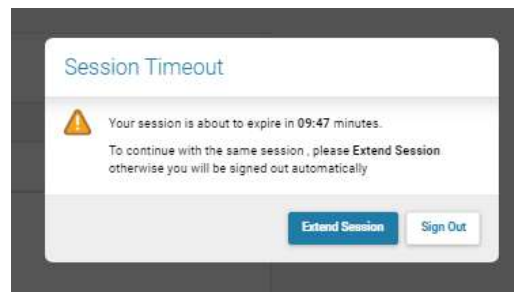 Session Timeout
Your session is about to expire in 09:47 minutes.
To continue with the same session , please Extend Session
otherwise you will be signed out automatically
Extend Session
Sign Out